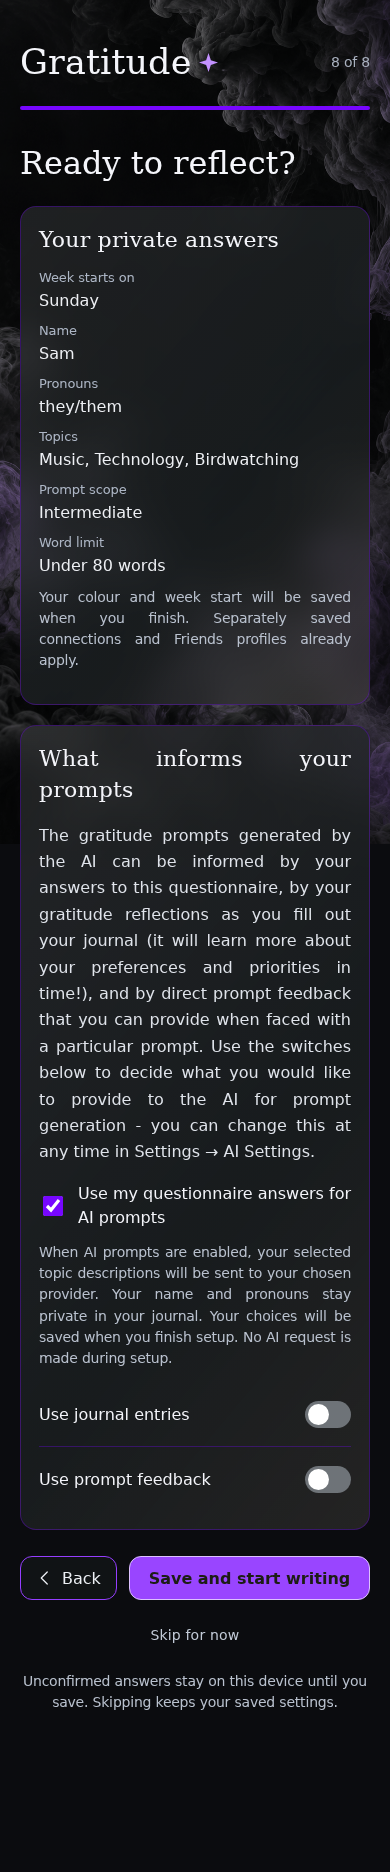 Gratitude
8 of 8
Ready to reflect?
Your private answers
Week starts on
Sunday
Name
Sam
Pronouns
they/them
Topics
Music, Technology, Birdwatching
Prompt scope
Intermediate
Word limit
Under 80 words
Your colour and week start will be saved
when you finish. Separately saved
connections and Friends profiles already
apply.
What informs your
prompts
The gratitude prompts generated by
the AI can be informed by your
answers to this questionnaire, by your
gratitude reflections as you fill out
your journal (it will learn more about
your preferences and priorities in
time!), and by direct prompt feedback
that you can provide when faced with
a particular prompt. Use the switches
below to decide what you would like
to provide to the AI for prompt
generation - you can change this at
any time in Settings → AI Settings.
Use my questionnaire answers for
AI prompts
When AI prompts are enabled, your selected
topic descriptions will be sent to your chosen
provider. Your name and pronouns stay
private in your journal. Your choices will be
saved when you finish setup. No AI request is
made during setup.
Use journal entries
Use prompt feedback
Back
Save and start writing
Skip for now
Unconfirmed answers stay on this device until you
save. Skipping keeps your saved settings.